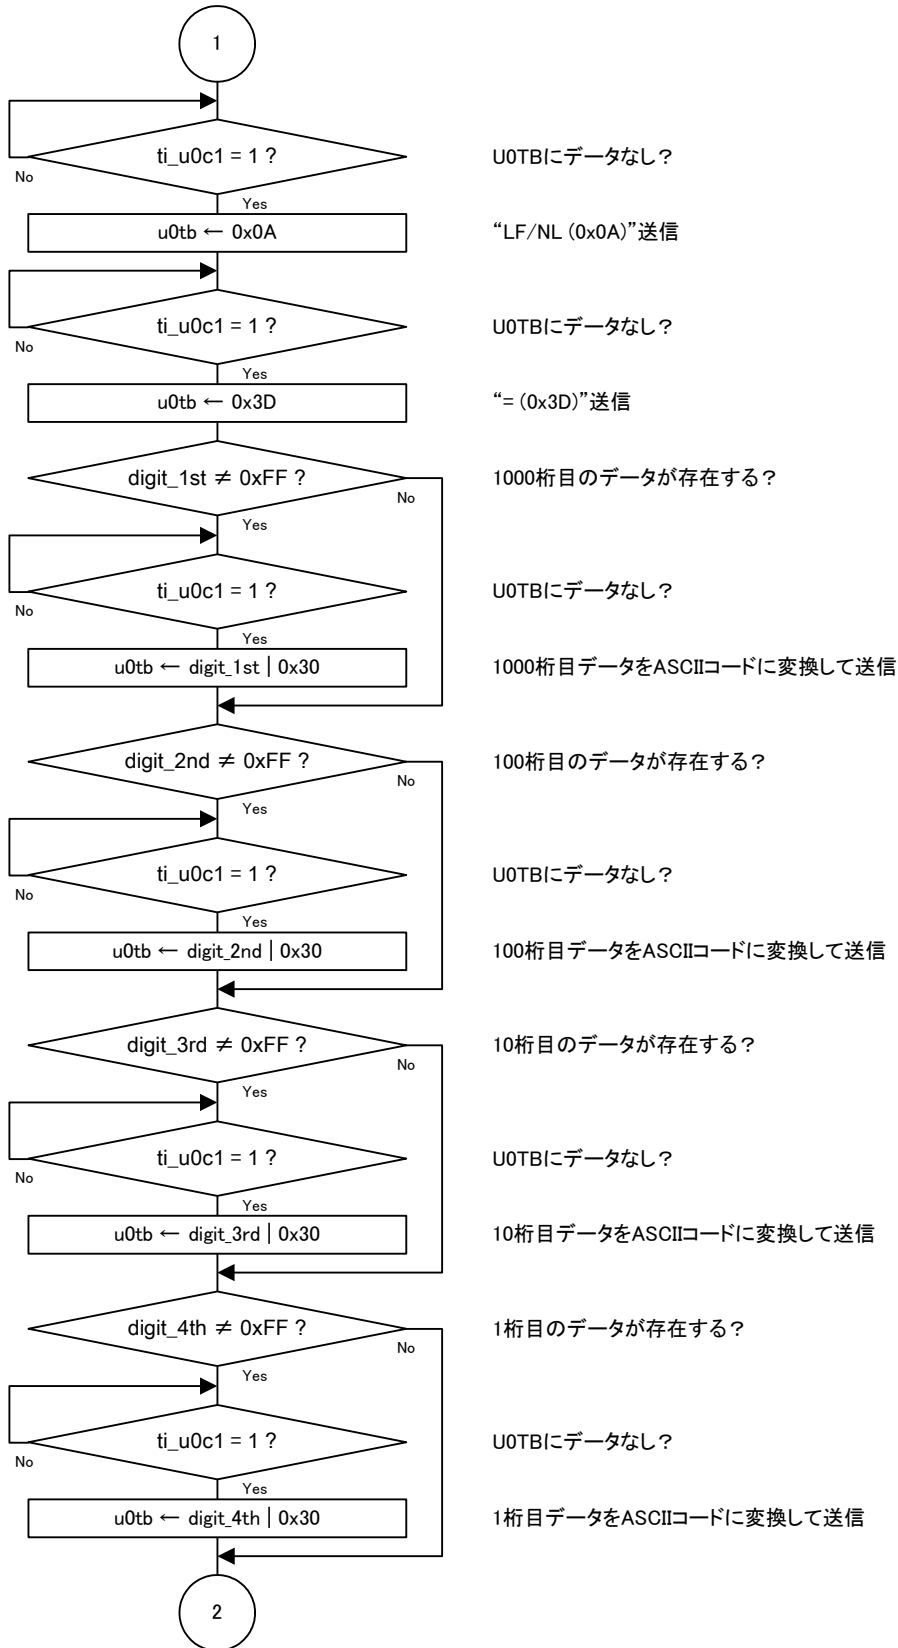 1
ti_u0c1 = 1 ?
U0TBにデータなし？
No
Yes
u0tb ← 0x0A
“LF/NL (0x0A)”送信
ti_u0c1 = 1 ?
U0TBにデータなし？
No
Yes
u0tb ← 0x3D
“= (0x3D)”送信
digit_1st ≠ 0xFF ?
1000桁目のデータが存在する？
No
Yes
ti_u0c1 = 1 ?
U0TBにデータなし？
No
Yes
u0tb ← digit_1st | 0x30
1000桁目データをASCIIコードに変換して送信
digit_2nd ≠ 0xFF ?
100桁目のデータが存在する？
No
Yes
ti_u0c1 = 1 ?
U0TBにデータなし？
No
Yes
u0tb ← digit_2nd | 0x30
100桁目データをASCIIコードに変換して送信
digit_3rd ≠ 0xFF ?
10桁目のデータが存在する？
No
Yes
ti_u0c1 = 1 ?
U0TBにデータなし？
No
Yes
u0tb ← digit_3rd | 0x30
10桁目データをASCIIコードに変換して送信
digit_4th ≠ 0xFF ?
1桁目のデータが存在する？
No
Yes
ti_u0c1 = 1 ?
U0TBにデータなし？
No
Yes
u0tb ← digit_4th | 0x30
1桁目データをASCIIコードに変換して送信
2